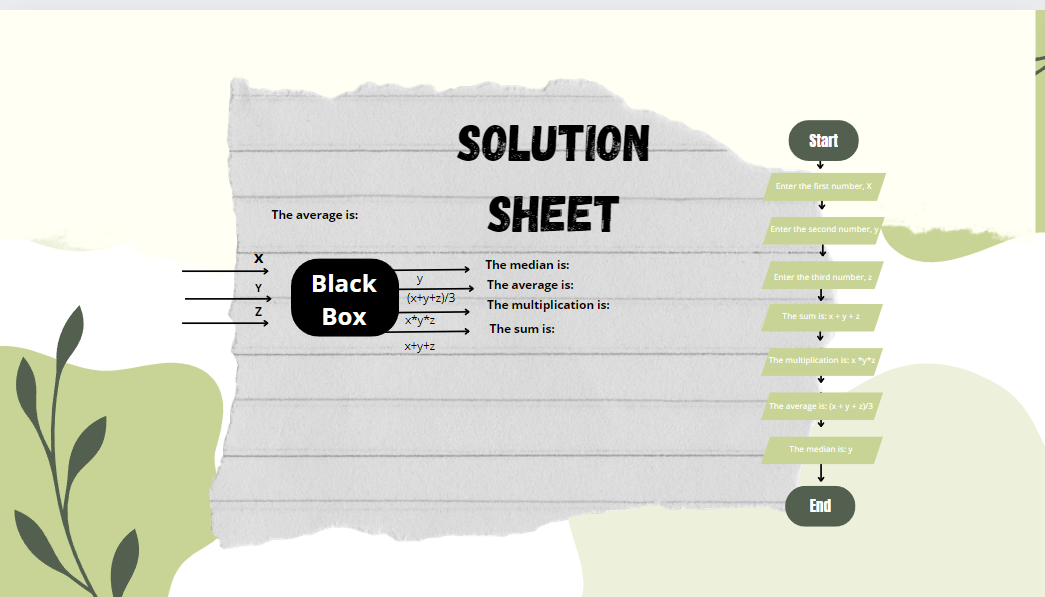 SOLUTION
SHEET
The average is:
X
Y
Z
Black
Box
y
(x+y+z)/3
x*y*z
x+y+z
The median is:
The average is:
The multiplication is:
The sum is:
Start
Enter the first number, X
Enter the second number, y
Enter the third number, z
The sum is: x + y + z
The multiplication is: x *y*z
The average is: (x + y + z)/3
The median is: y
End